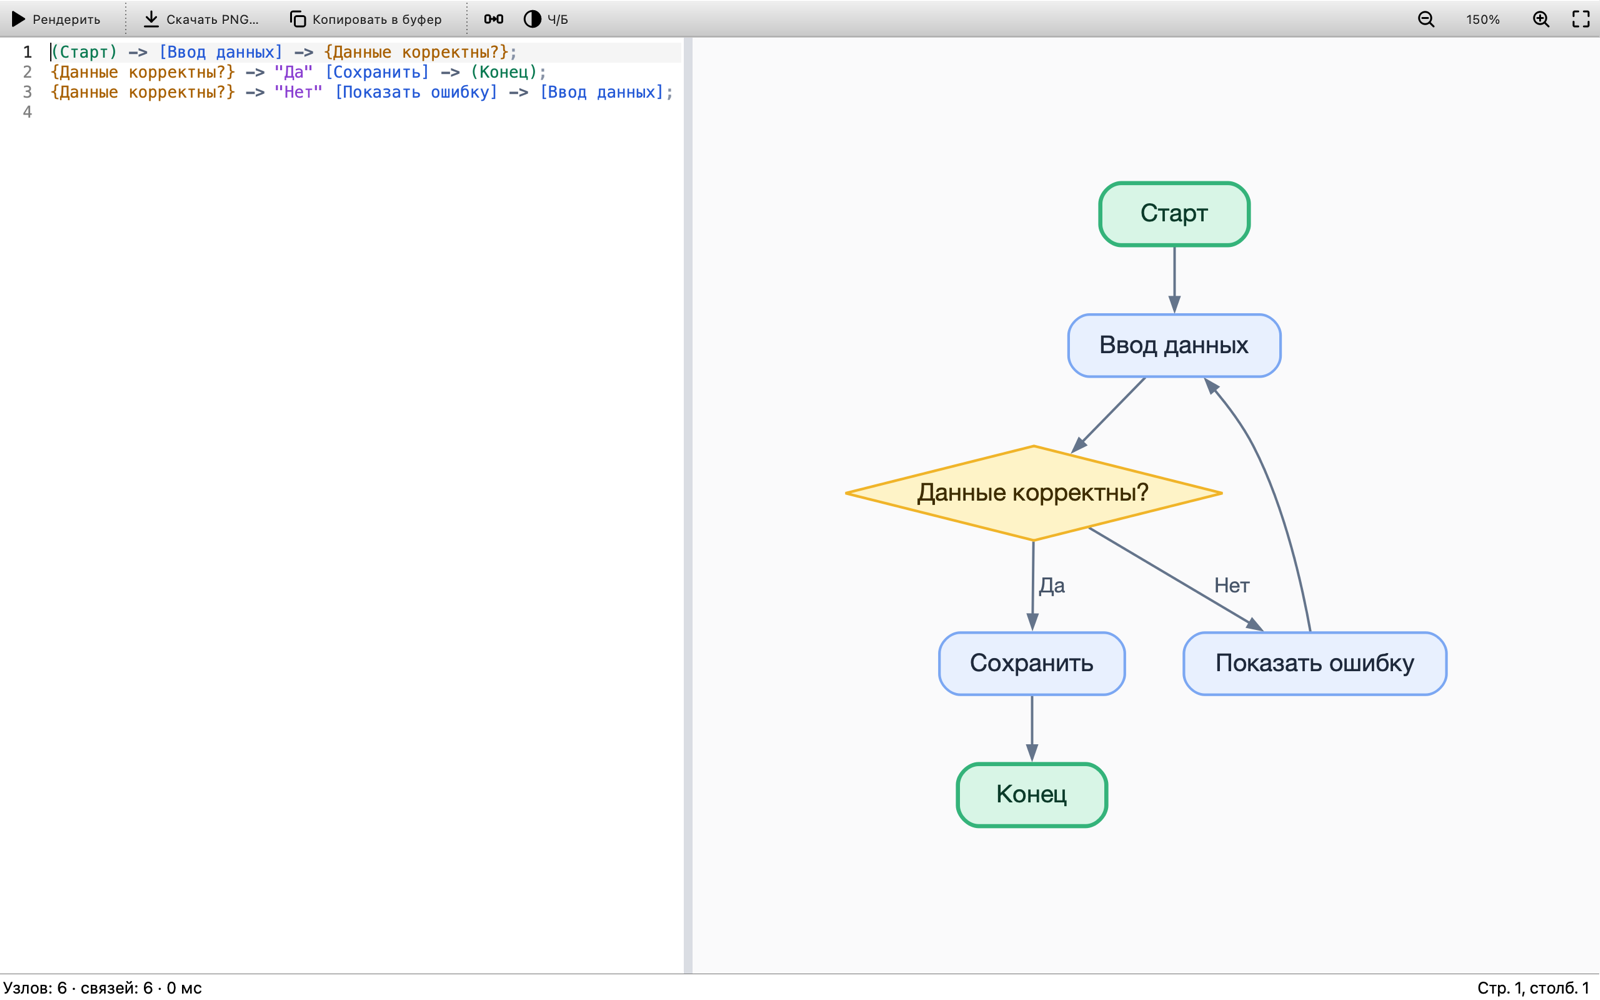 Рендерить
Скачать PNG...
Копировать в буфер
Ч/Б
150%
1 (Старт) -> [Ввод данных] -> {Данные корректны?};
2 {Данные корректны?} -> "Да" [Сохранить] -> (Конец);
3 {Данные корректны?} -> "Нет" [Показать ошибку] -> [Ввод данных];
4
Старт
Ввод данных
Данные корректны?
Да
Нет
Сохранить
Показать ошибку
Конец
Узлов: 6 · связей: 6 · 0 мс
Стр. 1, столб. 1